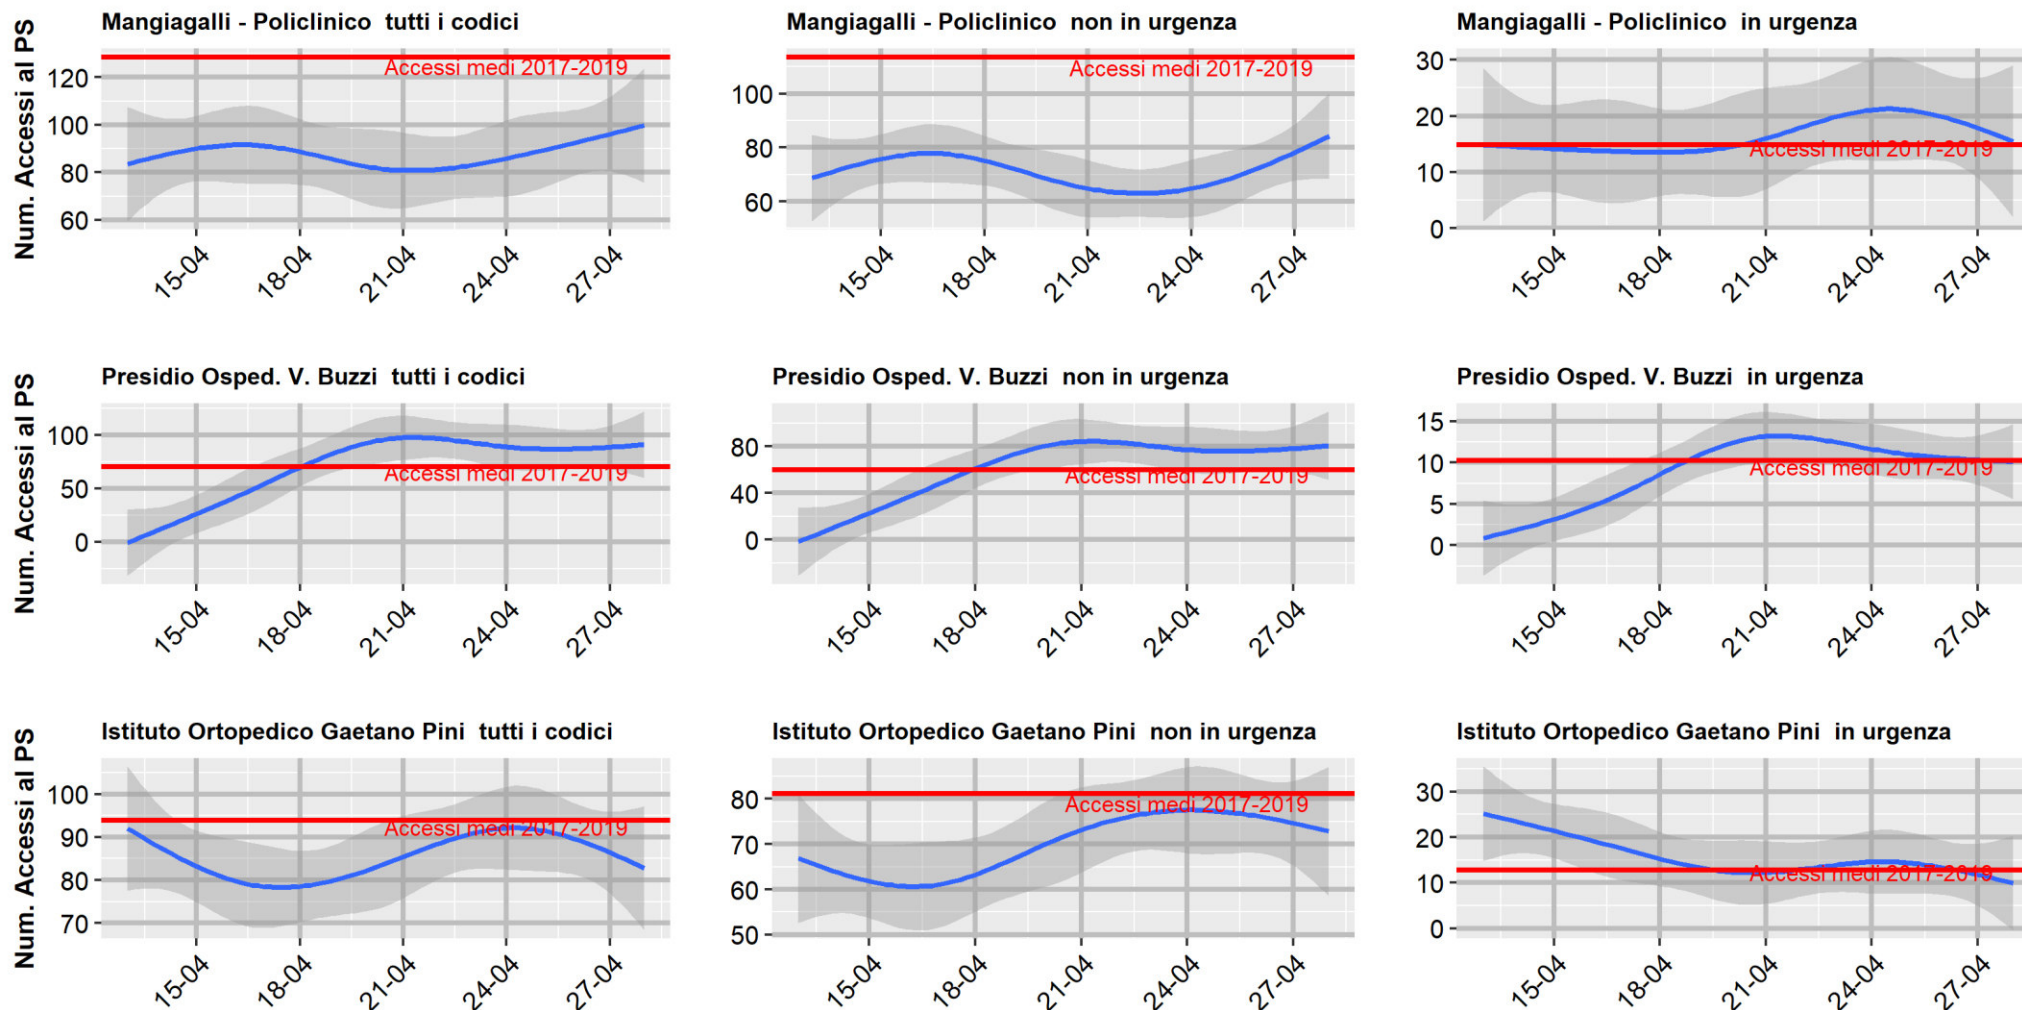 Mangiagalli - Policlinico  tutti i codici
Num. Accessi al PS
120
100
80
60
Accessi medi 2017-2019
15-04 18-04 21-04 24-04 27-04
Mangiagalli - Policlinico  non in urgenza
100
80
60
Accessi medi 2017-2019
15-04 18-04 21-04 24-04 27-04
Mangiagalli - Policlinico  in urgenza
30
20
10
0
Accessi medi 2017-2019
15-04 18-04 21-04 24-04 27-04
Presidio Osped. V. Buzzi  tutti i codici
Num. Accessi al PS
100
50
0
Accessi medi 2017-2019
15-04 18-04 21-04 24-04 27-04
Presidio Osped. V. Buzzi  non in urgenza
80
40
0
Accessi medi 2017-2019
15-04 18-04 21-04 24-04 27-04
Presidio Osped. V. Buzzi  in urgenza
15
10
5
0
Accessi medi 2017-2019
15-04 18-04 21-04 24-04 27-04
Istituto Ortopedico Gaetano Pini  tutti i codici
Num. Accessi al PS
100
90
80
70
Accessi medi 2017-2019
15-04 18-04 21-04 24-04 27-04
Istituto Ortopedico Gaetano Pini  non in urgenza
80
70
60
50
Accessi medi 2017-2019
15-04 18-04 21-04 24-04 27-04
Istituto Ortopedico Gaetano Pini  in urgenza
30
20
10
0
Accessi medi 2017-2019
15-04 18-04 21-04 24-04 27-04